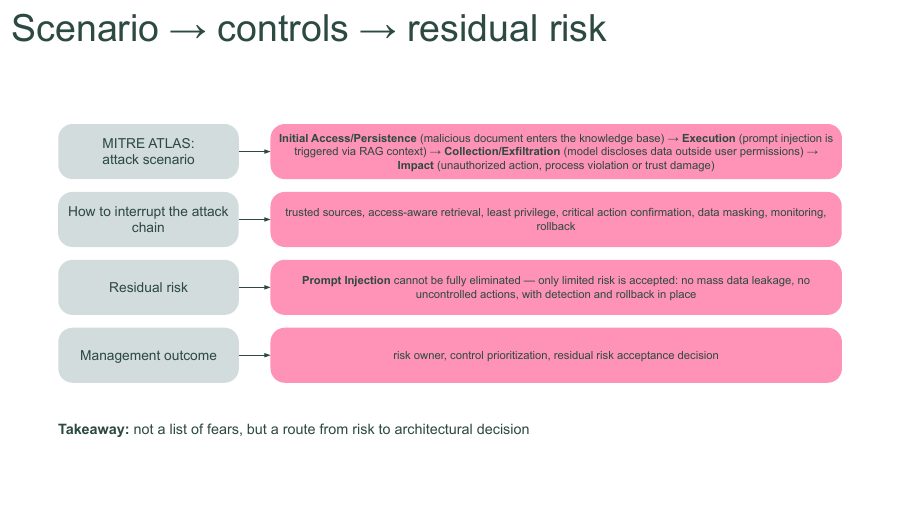 Scenario → controls → residual risk
MITRE ATLAS:
attack scenario
Initial Access/Persistence (malicious document enters the knowledge base) → Execution (prompt injection is
triggered via RAG context) → Collection/Exfiltration (model discloses data outside user permissions) →
Impact (unauthorized action, process violation or trust damage)
How to interrupt the attack
chain
trusted sources, access-aware retrieval, least privilege, critical action confirmation, data masking, monitoring,
rollback
Residual risk
Prompt Injection cannot be fully eliminated — only limited risk is accepted: no mass data leakage, no
uncontrolled actions, with detection and rollback in place
Management outcome
risk owner, control prioritization, residual risk acceptance decision
Takeaway: not a list of fears, but a route from risk to architectural decision